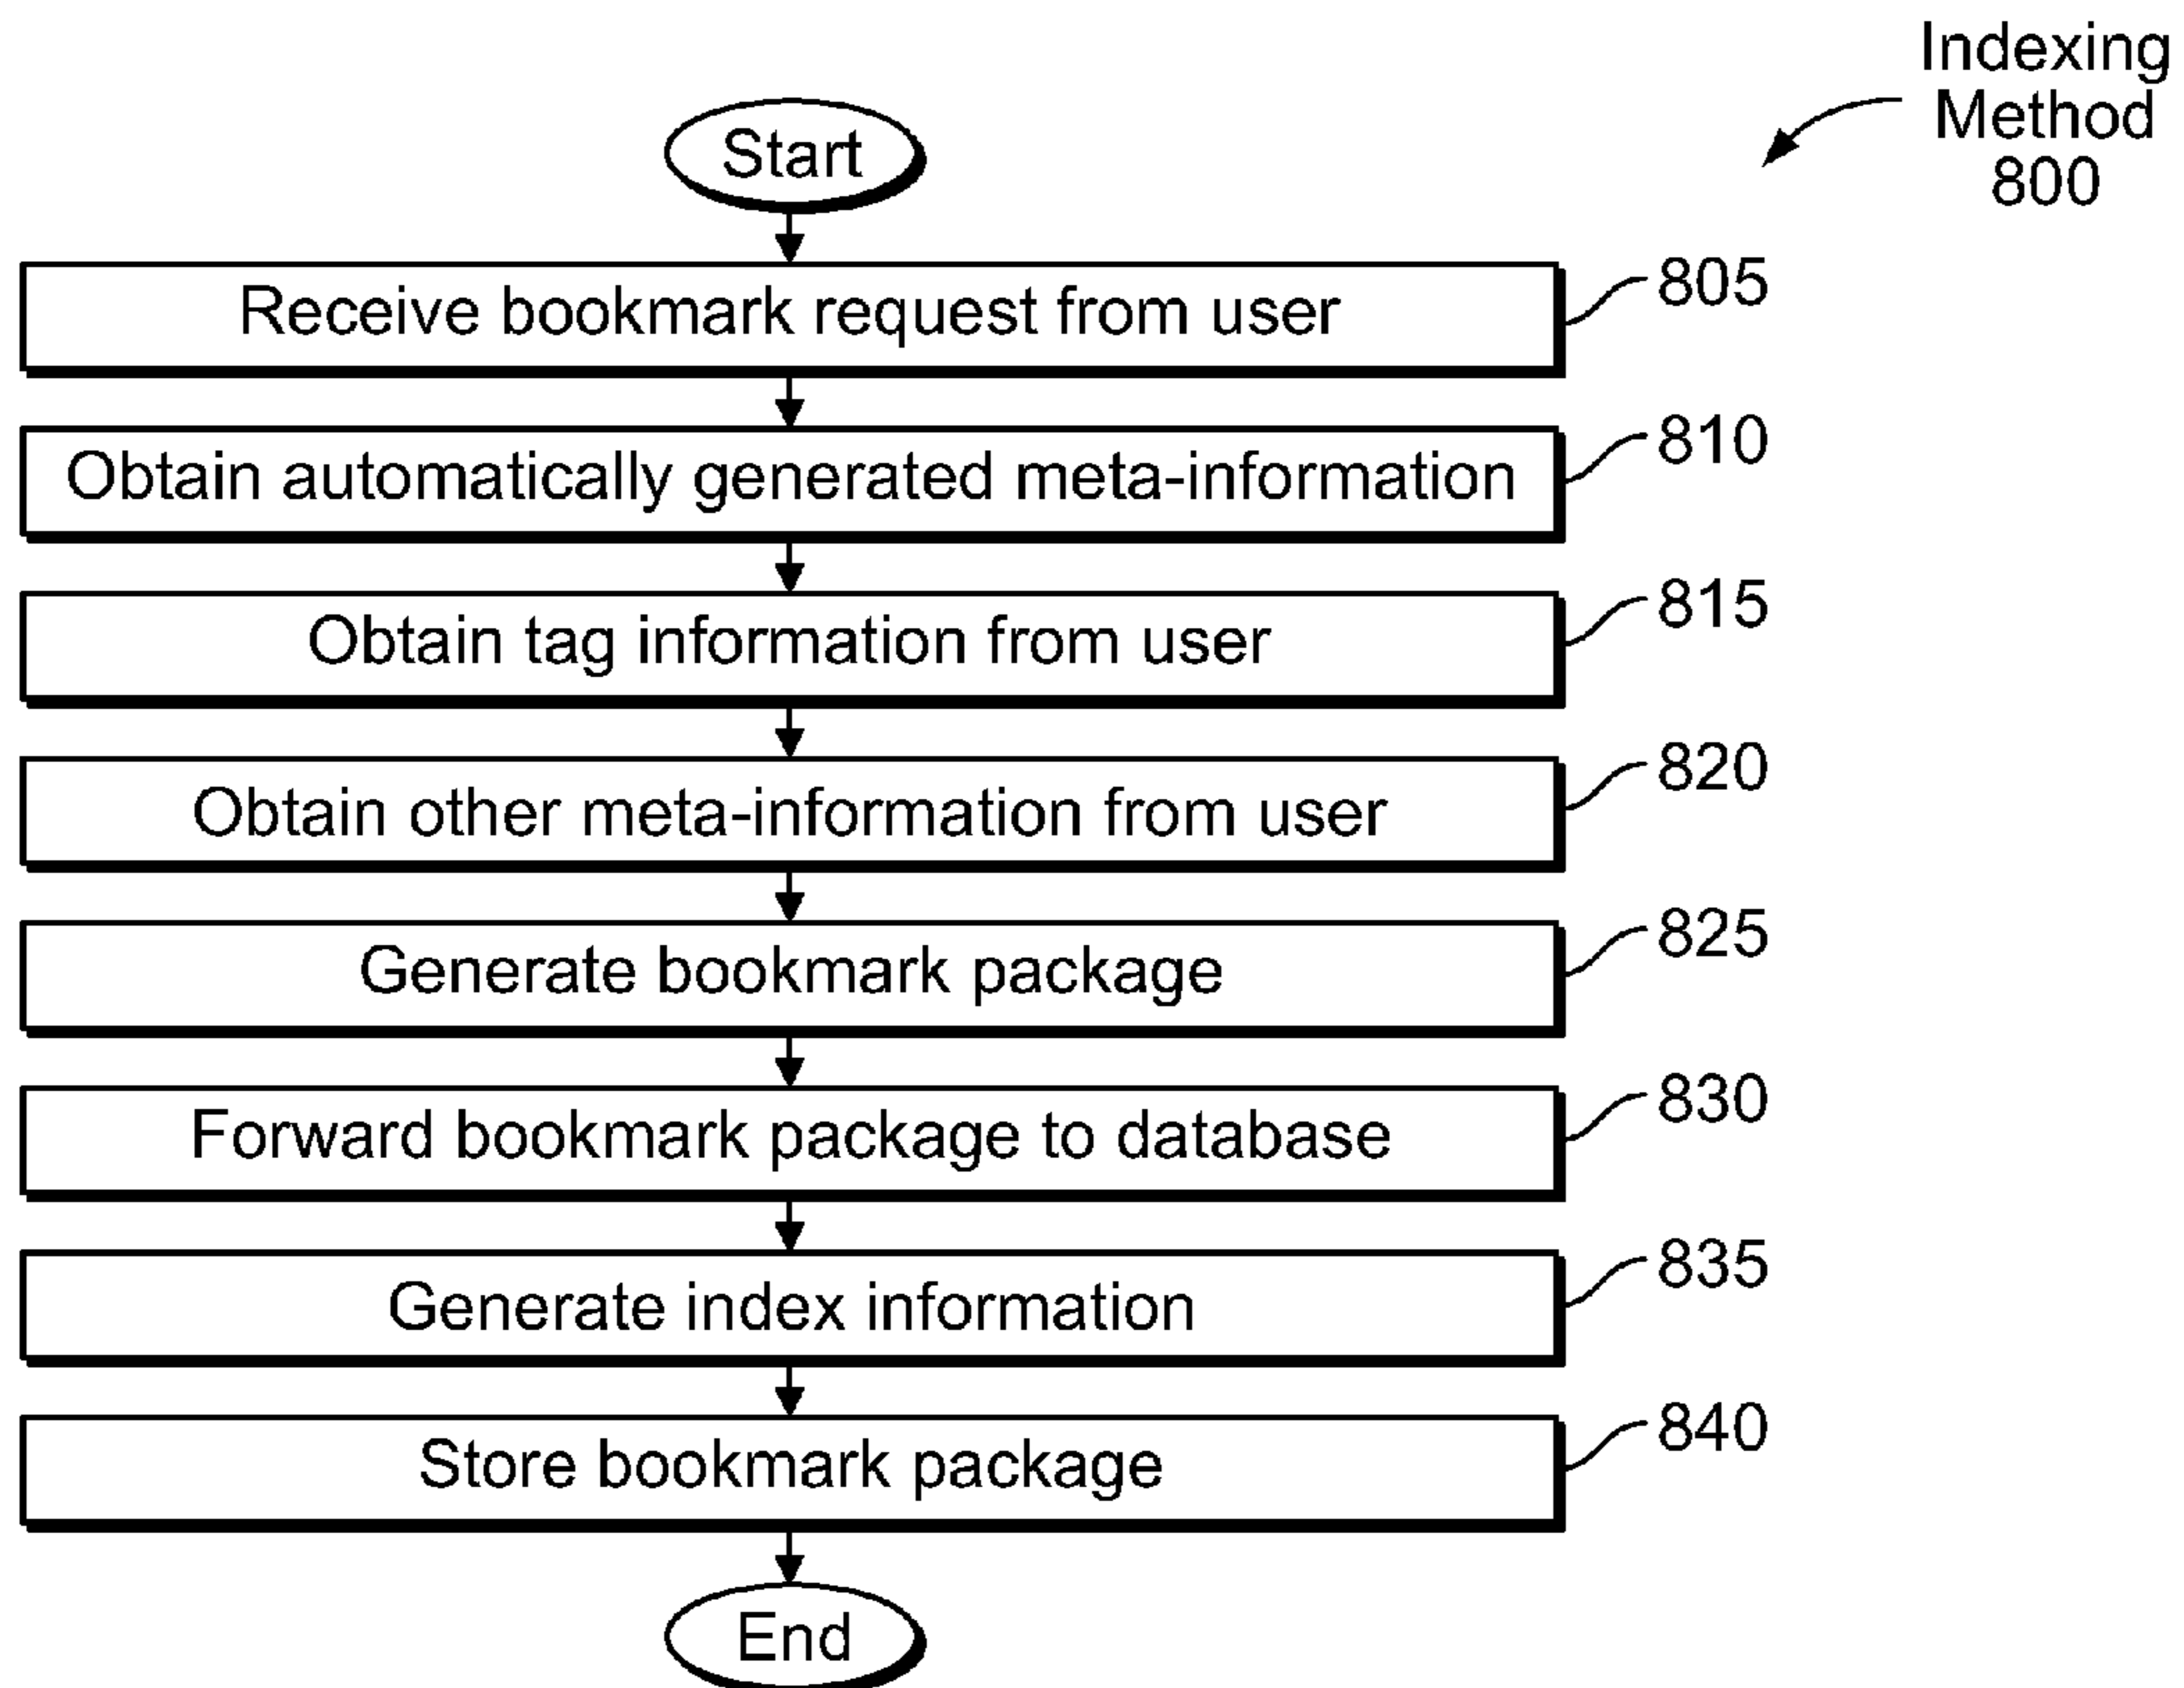 Indexing
Method
800
Start
Receive bookmark request from user
805
Obtain automatically generated meta-information
810
Obtain tag information from user
815
Obtain other meta-information from user
820
Generate bookmark package
825
Forward bookmark package to database
830
Generate index information
835
Store bookmark package
840
End